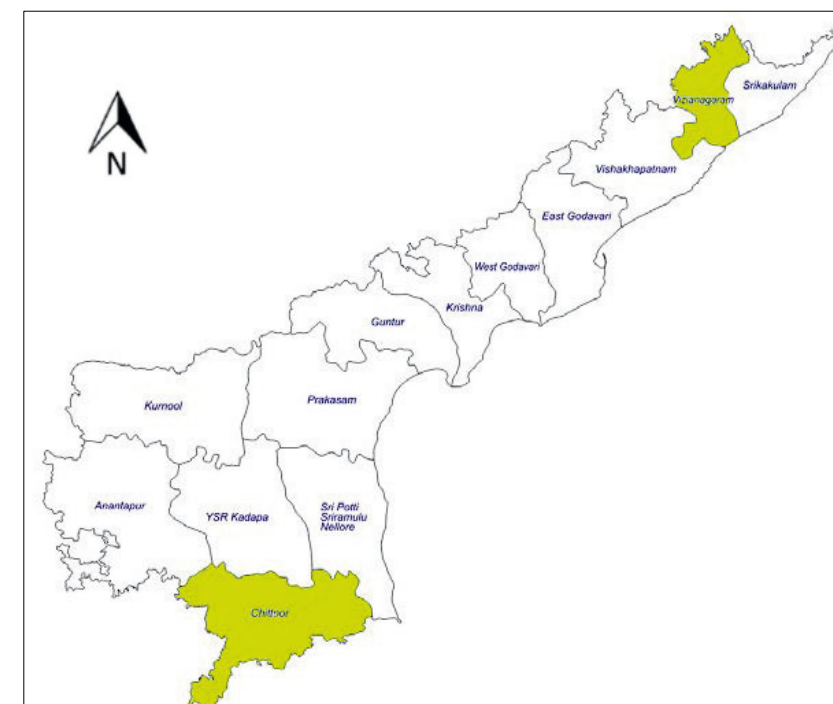 Srikakulam
Vizianagaram
Vishakhapatnam
East Godavari
West Godavari
Krishna
Guntur
Prakasam
Kurnool
Anantapur
YSR Kadapa
Sri Potti
Sriramulu
Nellore
Chittoor
N